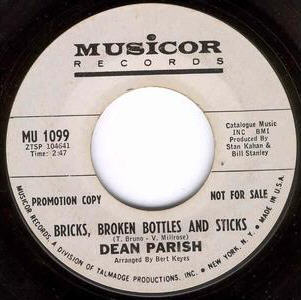 MUSICOR
RECORDS
MU 1099
ZTSP 104641
Time: 2:47
Catalogue Music
INC BMI
Produced By
Stan Kahan &
Bill Stanley
PROMOTION COPY
NOT FOR SALE
BRICKS, BROKEN BOTTLES AND STICKS
(T. Bruno - V. Millrose)
DEAN PARISH
Arranged By Bert Keyes
MUSICOR RECORDS, A DIVISION OF TALMADGE PRODUCTIONS, INC. • NEW YORK, N.Y. • MADE IN U.S.A.